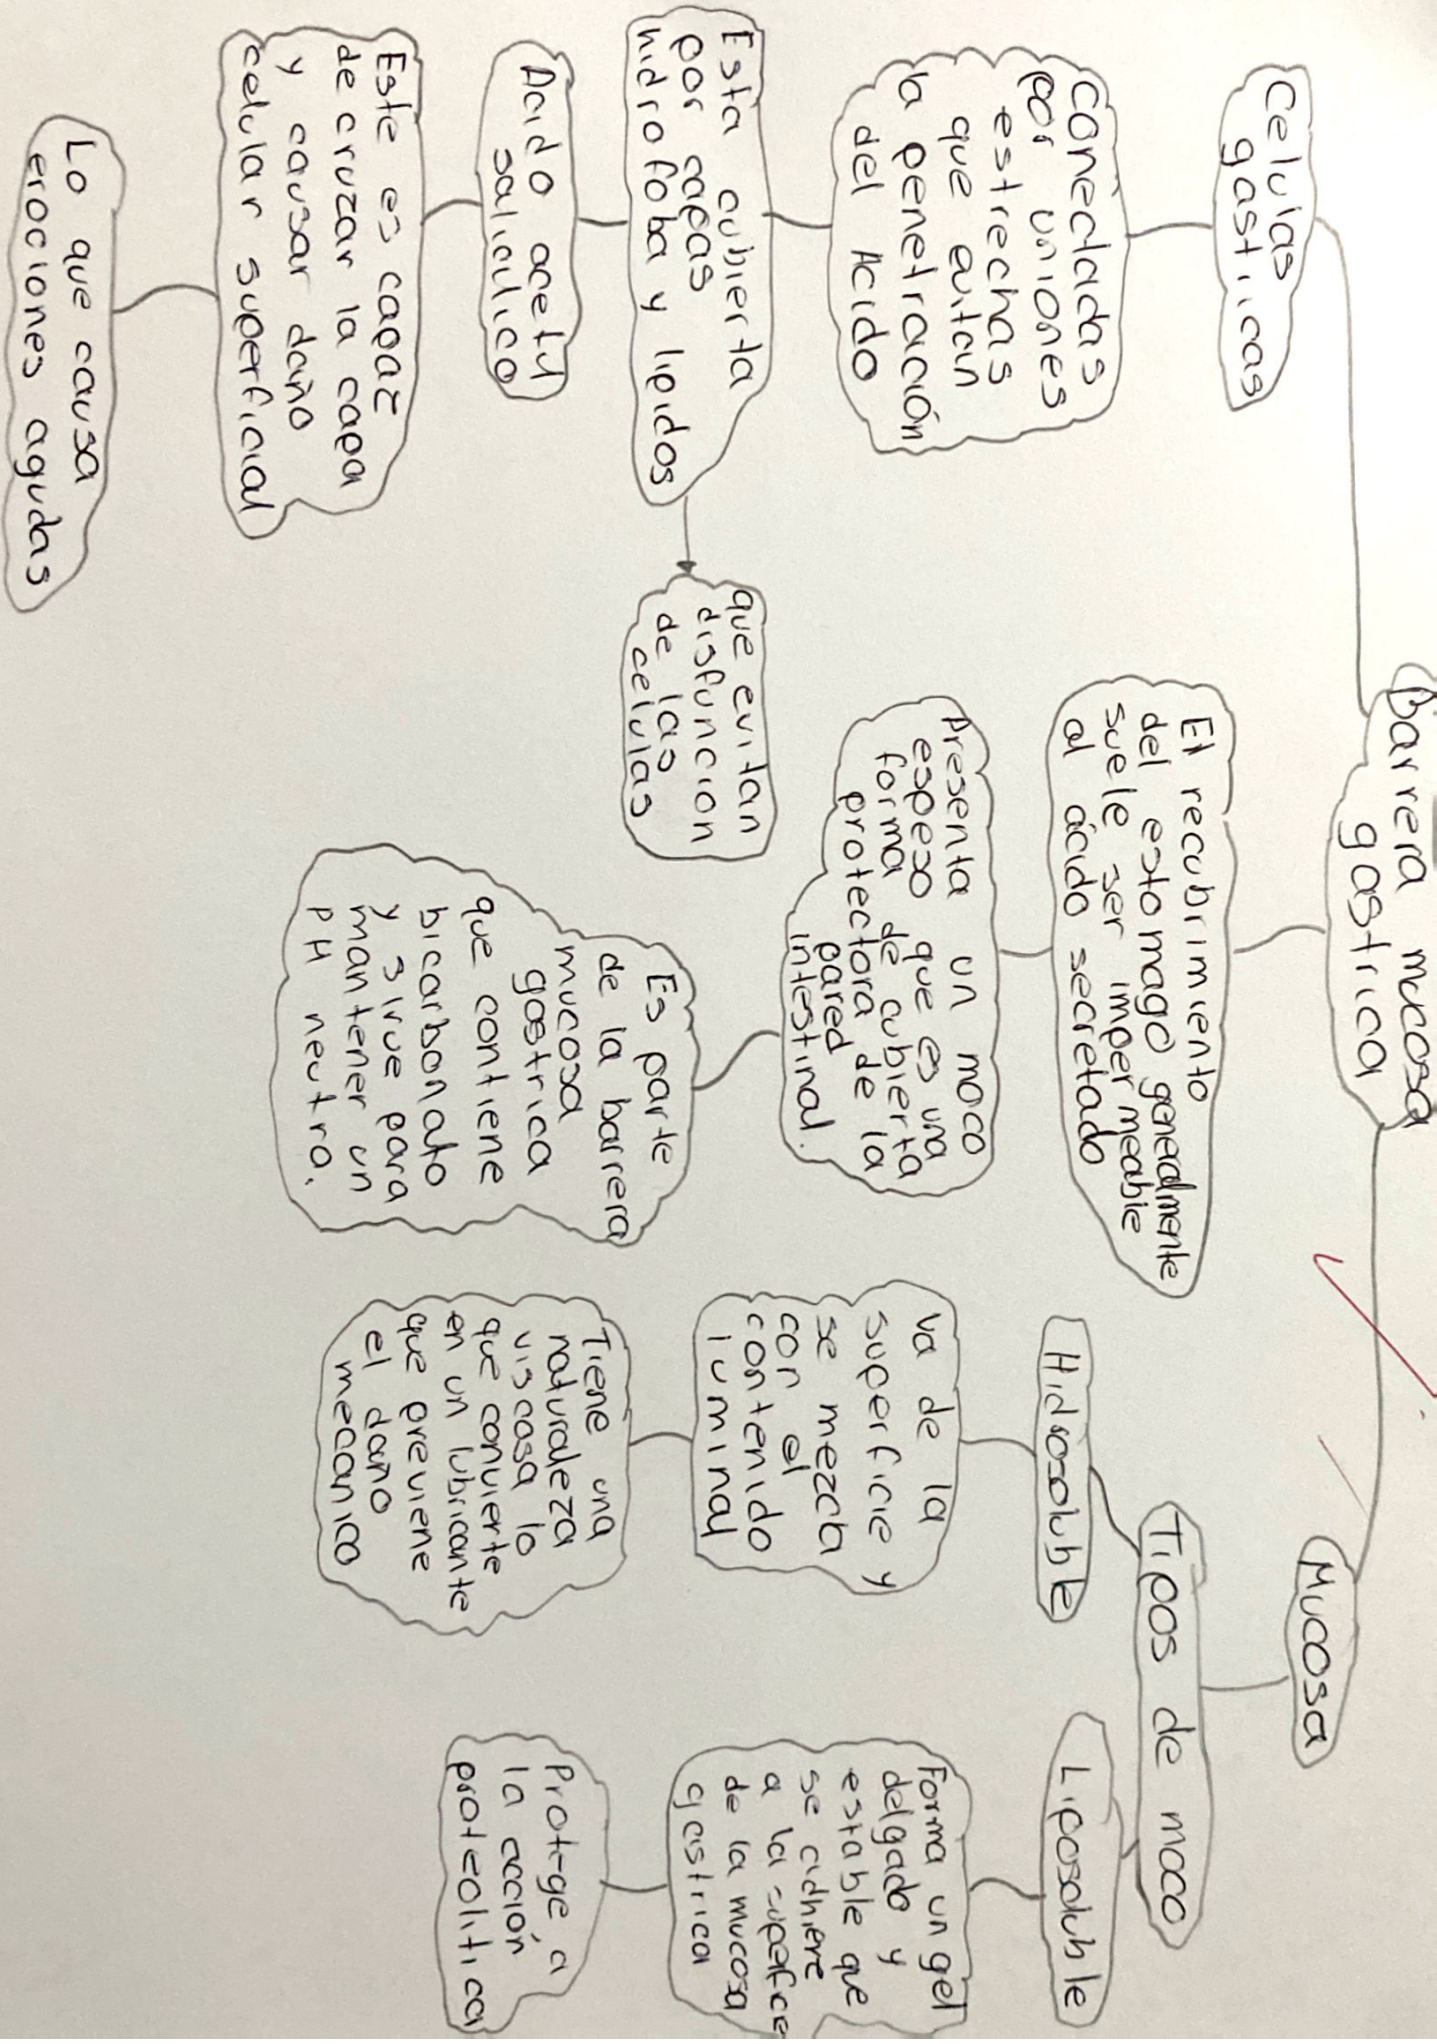 Barrera mucosa
gastrica
Celulas
gastricas
Conectadas
por uniones
estrechas
que evitan
la penetración
del Acido
Esta cubierta
por capas
hidrofoba y lipidos
que evitan
disfuncion
de las
celulas
Acido acetil
salicilico
Este es capaz
de cruzar la capa
y causar daño
celular superficial
Lo que causa
erociones agudas
El recubrimiento
del estomago generalmente
suele ser impermeable
al ácido secretado
Presenta un moco
espeso que es una
forma de cubierta
protectora de la
pared
intestinal.
Es parte
de la barrera
mucosa
gastrica
que contiene
bicarbonato
y sirve para
mantener un
pH neutro.
Mucosa
Tipos de moco
Hidrosoluble
Va de la
superficie y
se mezcla
con el
contenido
luminal
Tiene una
naturaleza
viscosa lo
que convierte
en un lubricante
que previene
el daño
mecanico
Liposoluble
Forma un gel
delgado y
estable que
se adhiere
a la superfice
de la mucosa
gastrica
Protege a
la acción
proteolitica